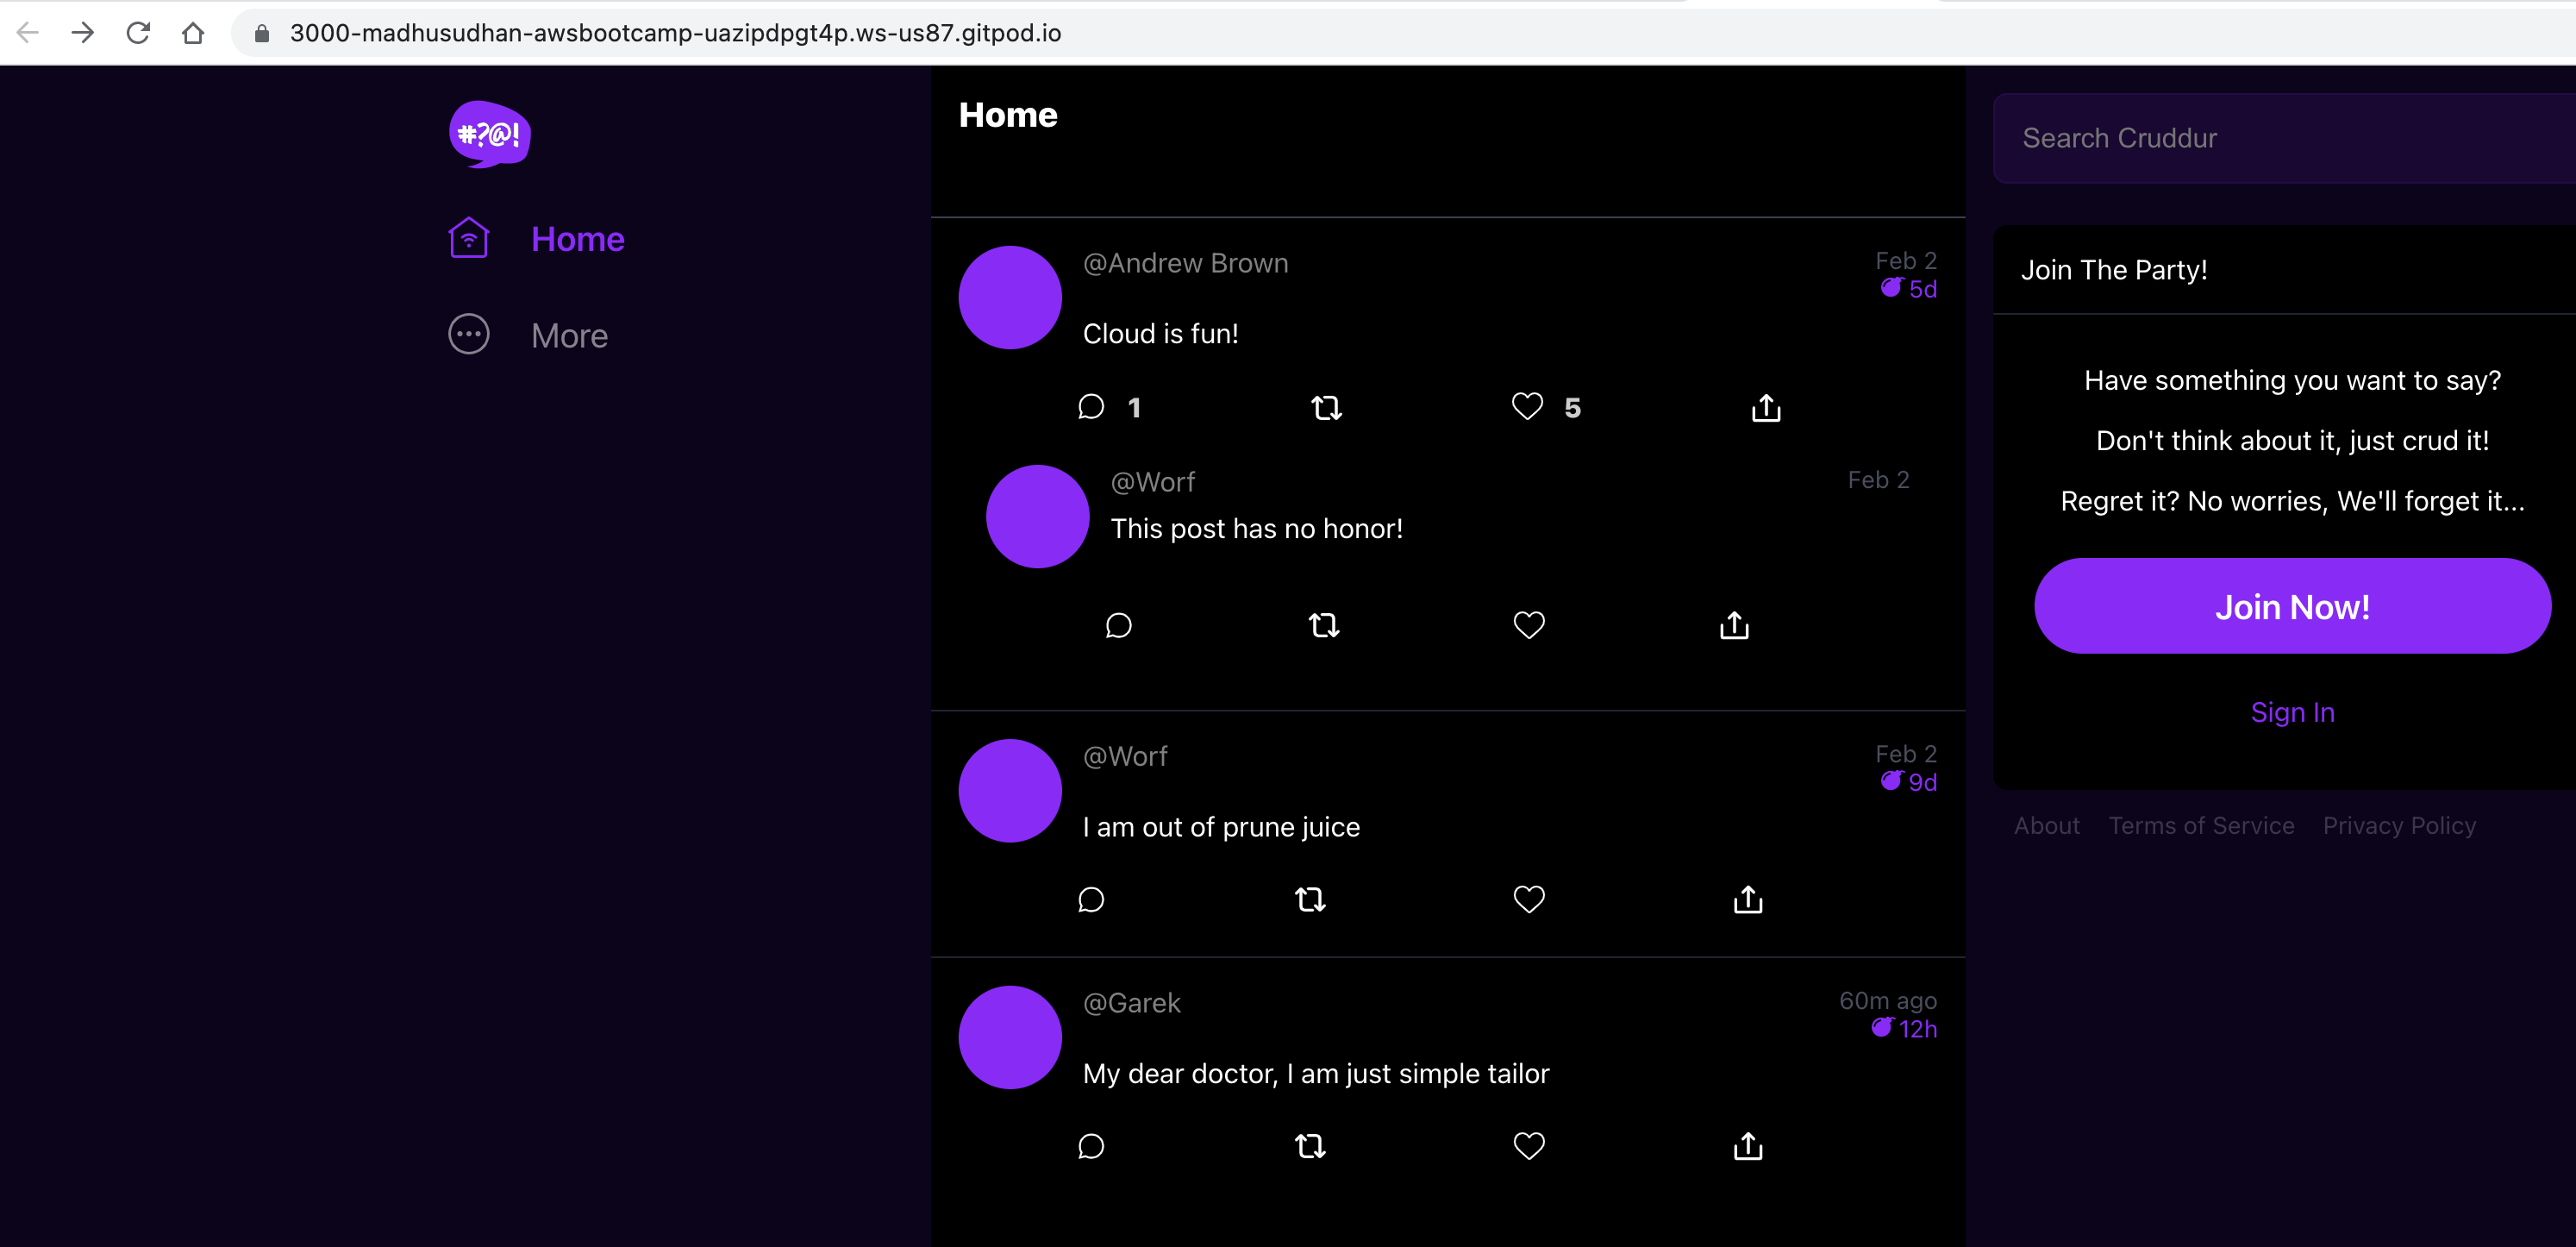 3000-madhusudhan-awsbootcamp-uazipdpgt4p.ws-us87.gitpod.io
#?@!
Home
More
Home
@Andrew Brown
Feb 2
5d
Cloud is fun!
1
5
@Worf
Feb 2
This post has no honor!
@Worf
Feb 2
9d
I am out of prune juice
@Garek
60m ago
12h
My dear doctor, I am just simple tailor
Search Cruddur
Join The Party!
Have something you want to say?
Don't think about it, just crud it!
Regret it? No worries, We'll forget it...
Join Now!
Sign In
About Terms of Service Privacy Policy